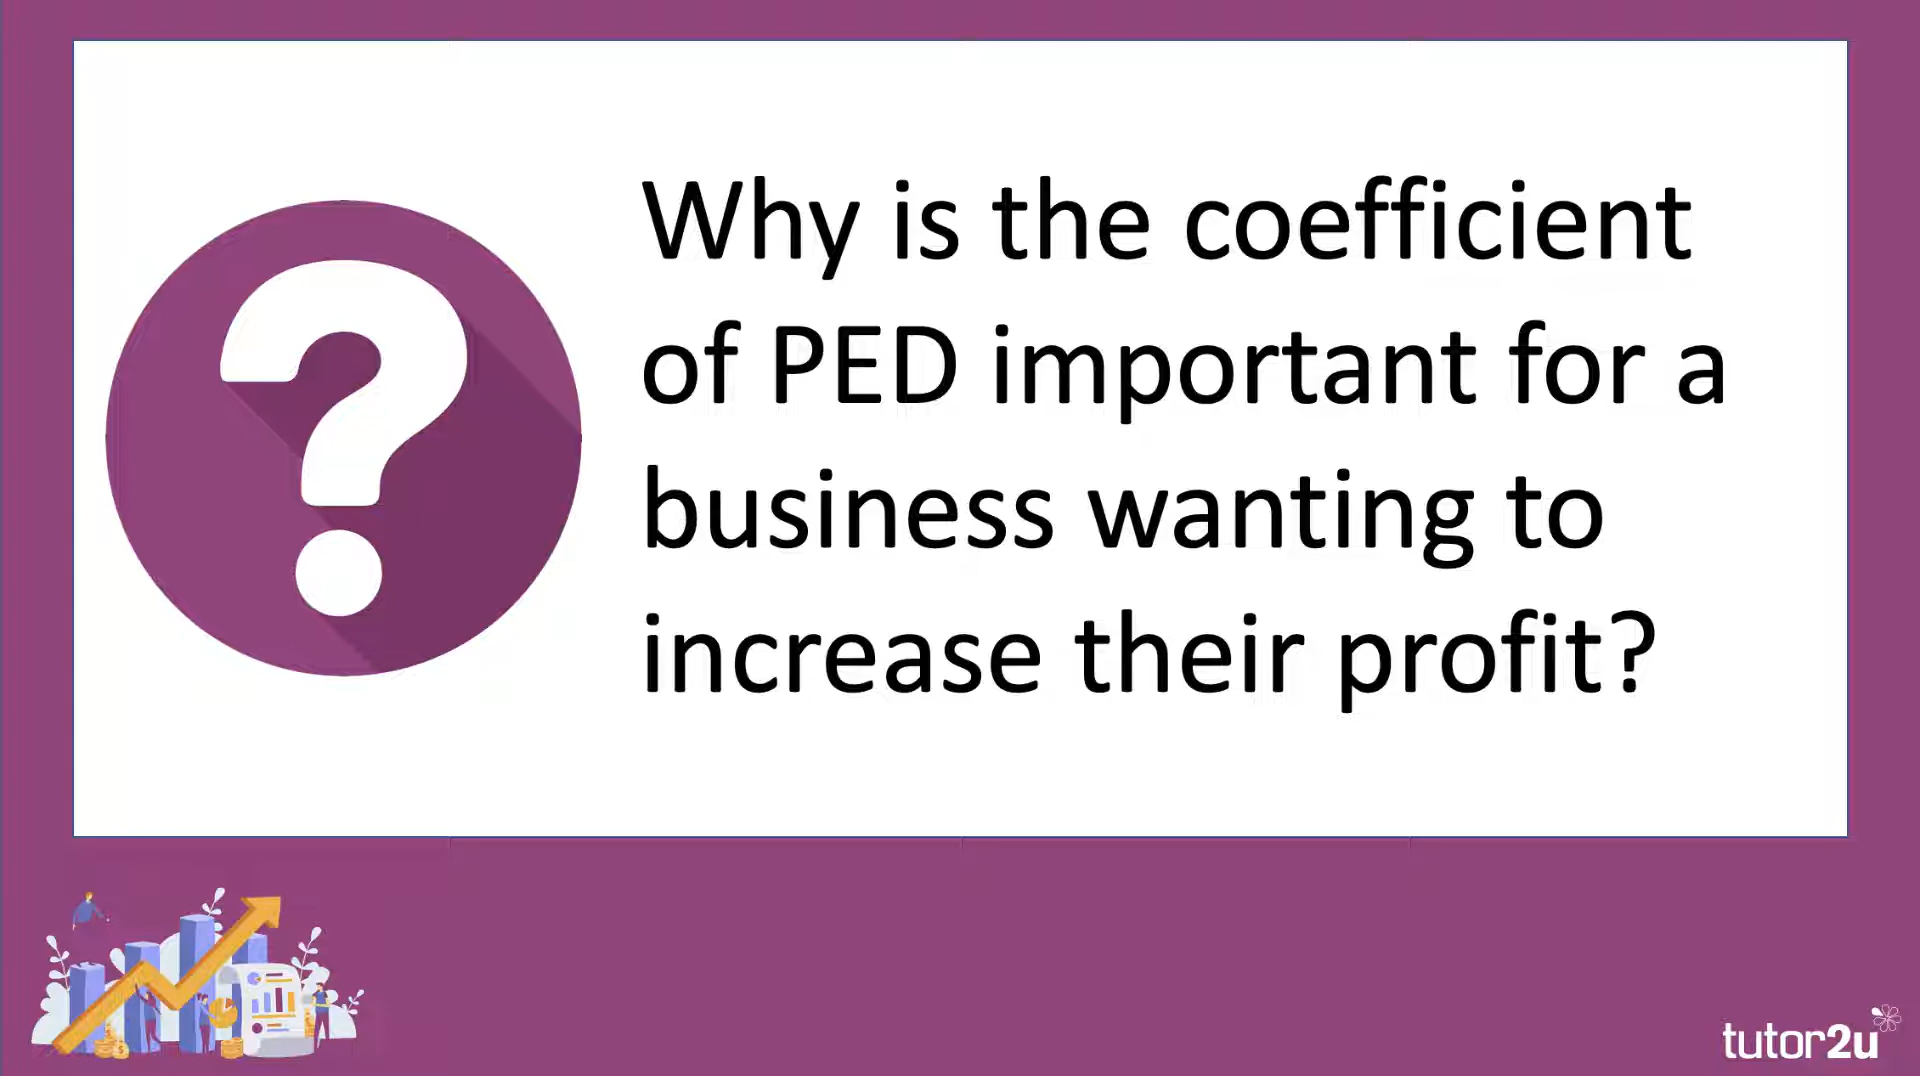 Why is the coefficient
of PED important for a
business wanting to
increase their profit?
tutor2u